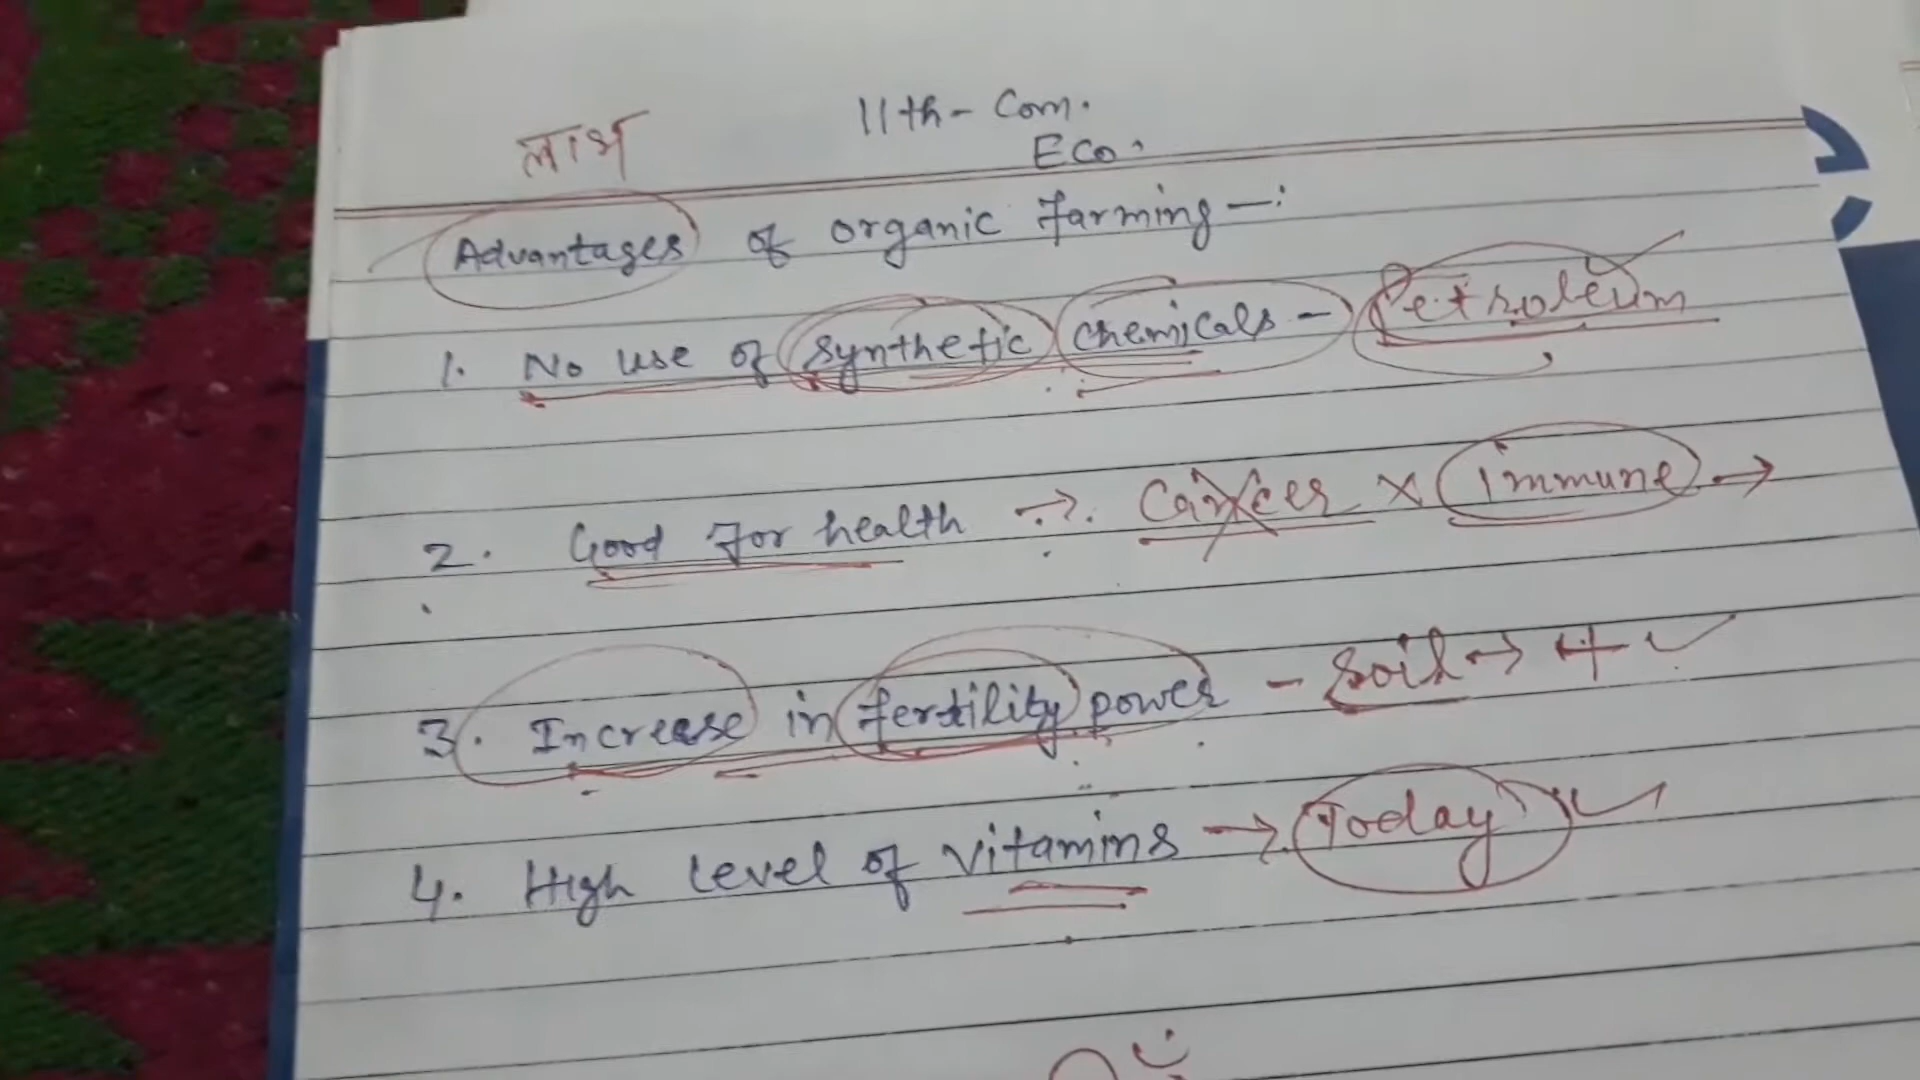 11th - Com.
लाभ
Eco.
Advantages of organic farming -:
1. No use of synthetic chemicals - Petroleum
2. Good for health → Cancer × immune →
3. Increase in fertility power - Soil → + ✓
4. High level of vitamins → Today ✓